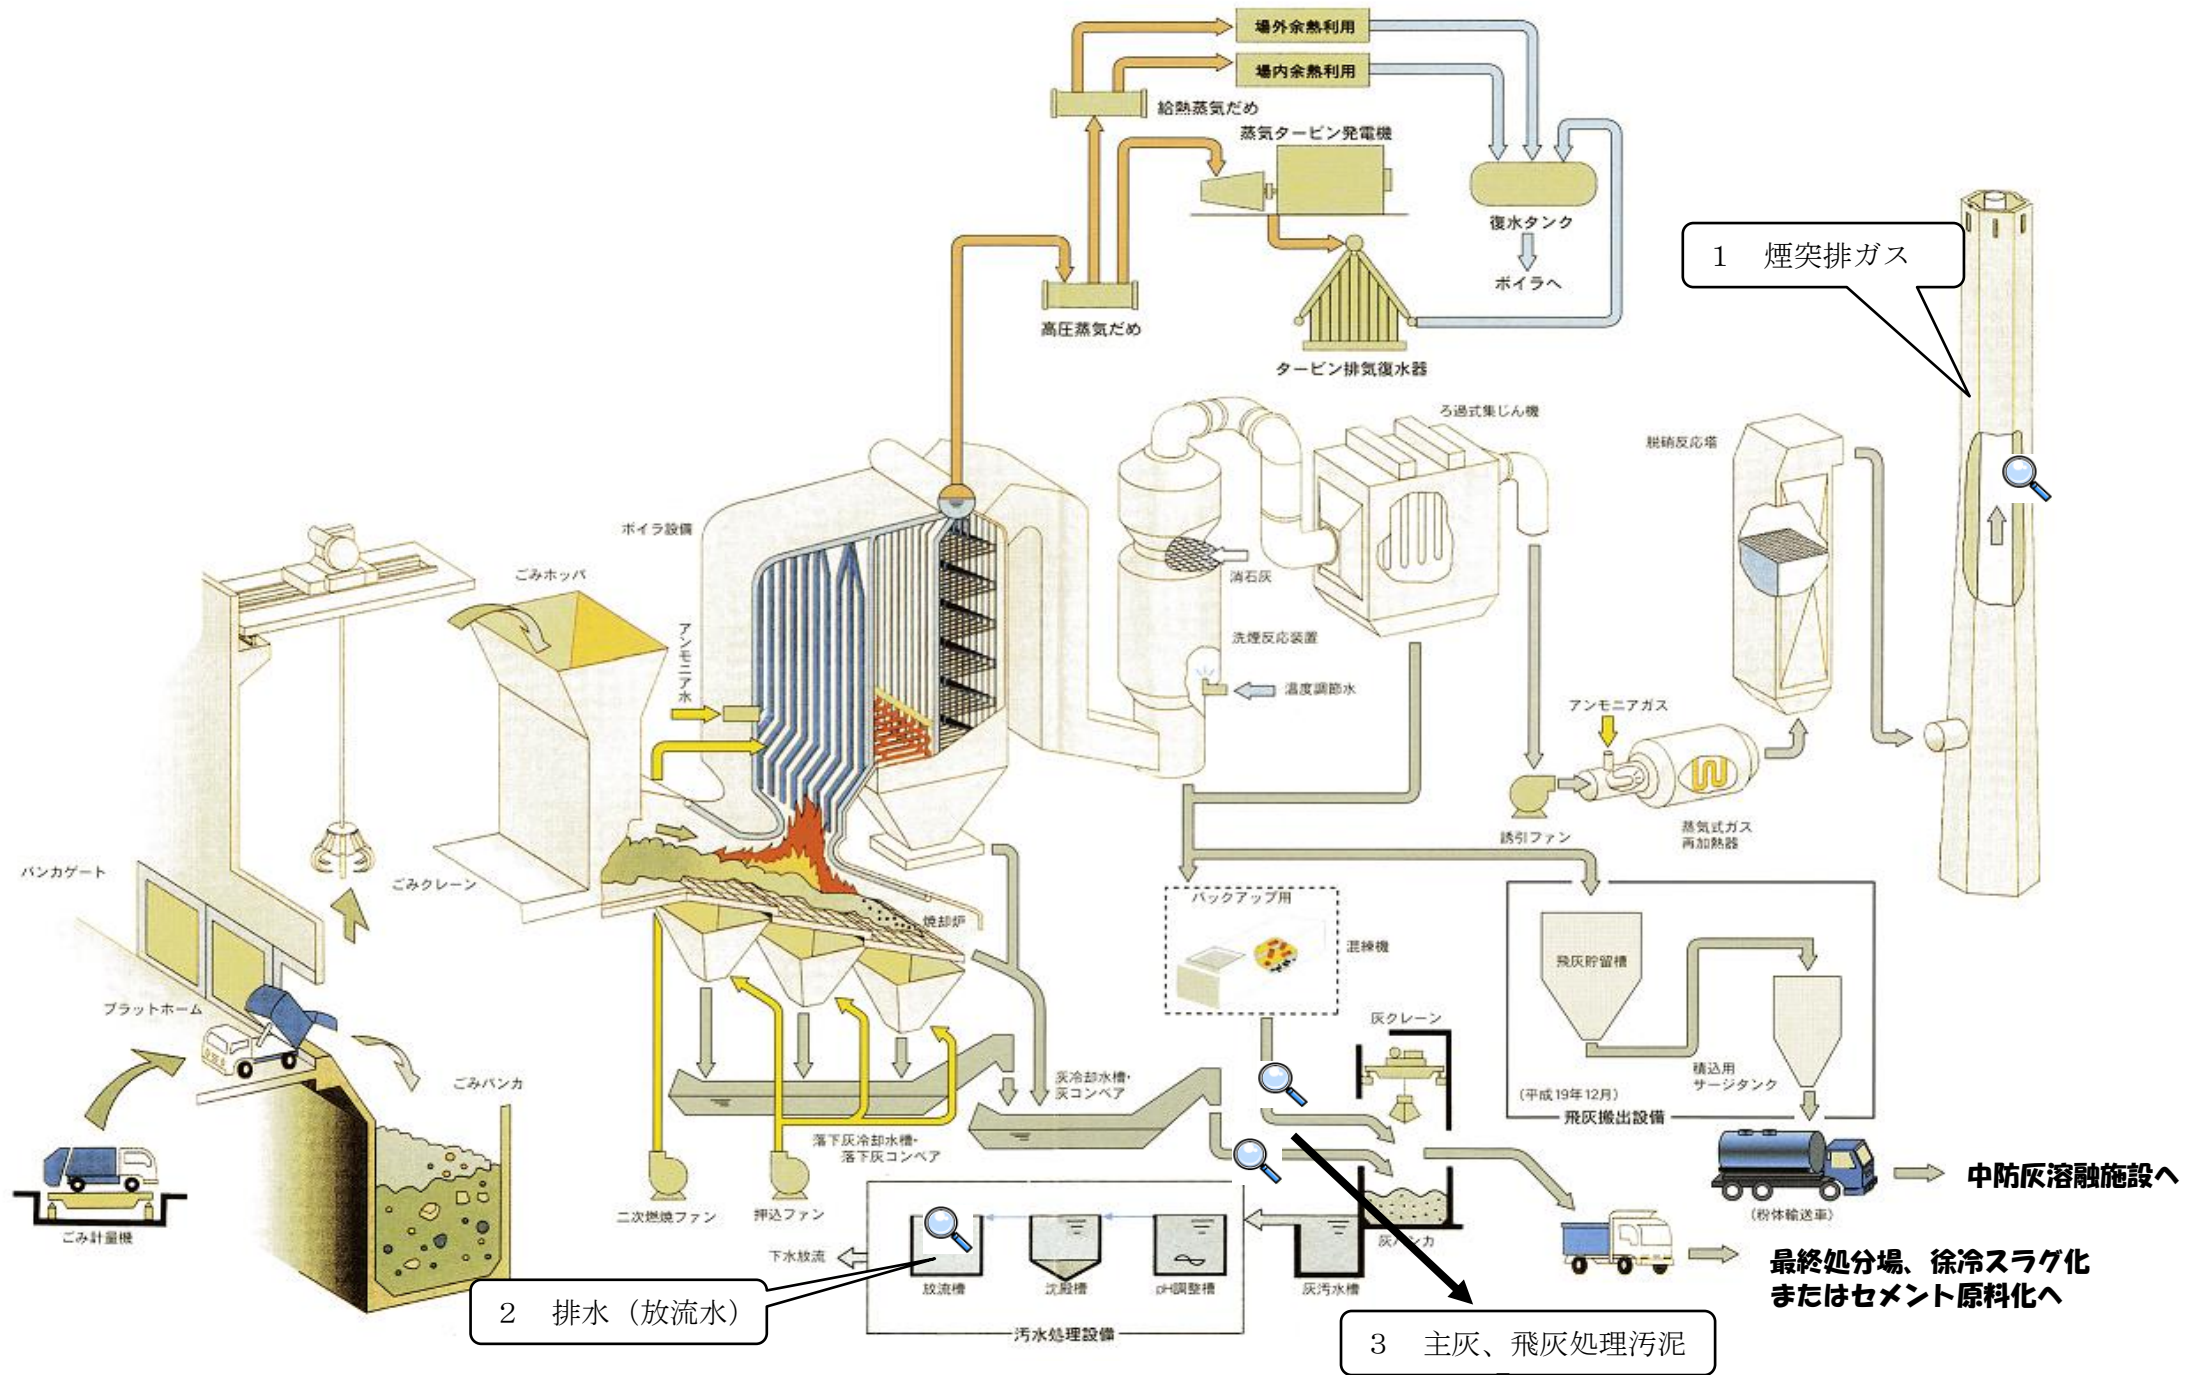 場外余熱利用
場内余熱利用
給熱蒸気だめ
蒸気タービン発電機
復水タンク
ボイラへ
高圧蒸気だめ
タービン排気復水器
1 煙突排ガス
ろ過式集じん機
脱硝反応塔
ボイラ設備
ごみホッパ
アンモニア水
消石灰
洗煙反応装置
温度調節水
アンモニアガス
誘引ファン
蒸気式ガス
再加熱器
バンカゲート
ごみクレーン
焼却炉
バックアップ用
混練機
飛灰貯留槽
プラットホーム
灰クレーン
ごみバンカ
灰冷却水槽・
灰コンベア
積込用
サージタンク
(平成19年12月)
飛灰搬出設備
落下灰冷却水槽・
落下灰コンベア
中防灰溶融施設へ
(粉体輸送車)
ごみ計量機
二次燃焼ファン
押込ファン
下水放流
放流槽
沈殿槽
pH調整槽
灰汚水槽
灰バンカ
最終処分場、徐冷スラグ化
またはセメント原料化へ
2 排水（放流水）
汚水処理設備
3 主灰、飛灰処理汚泥